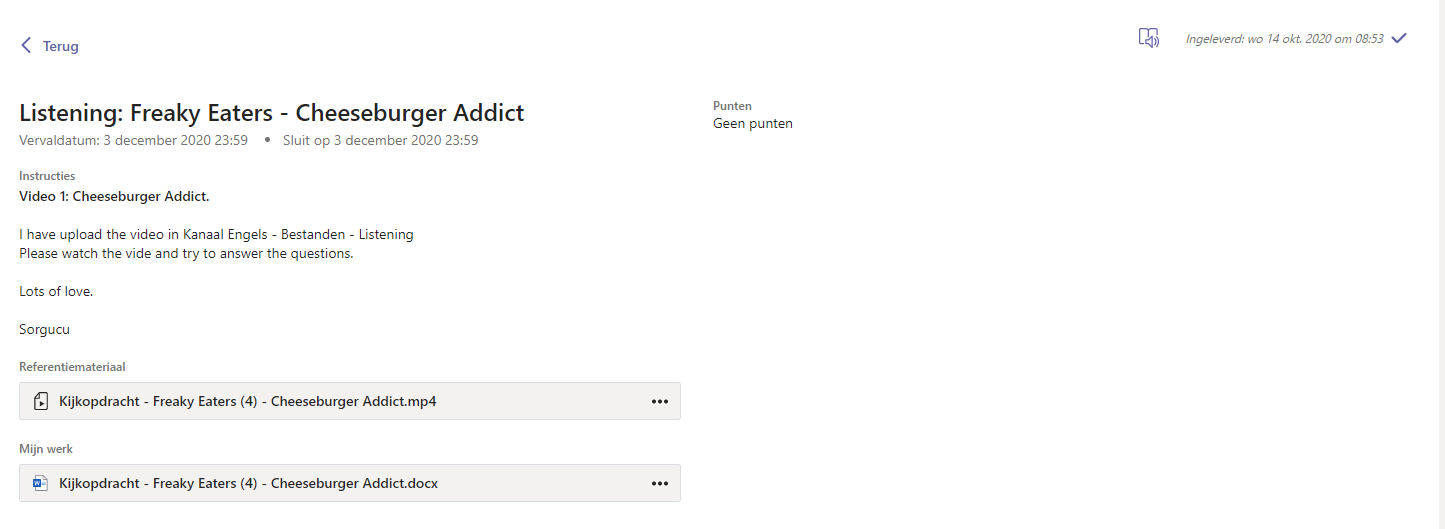 Terug
Ingeleverd: wo 14 okt. 2020 om 08:53
Listening: Freaky Eaters - Cheeseburger Addict
Vervaldatum: 3 december 2020 23:59 • Sluit op 3 december 2020 23:59
Punten
Geen punten
Instructies
Video 1: Cheeseburger Addict.
I have upload the video in Kanaal Engels - Bestanden - Listening
Please watch the vide and try to answer the questions.
Lots of love.
Sorgucu
Referentiemateriaal
Kijkopdracht - Freaky Eaters (4) - Cheeseburger Addict.mp4
Mijn werk
Kijkopdracht - Freaky Eaters (4) - Cheeseburger Addict.docx